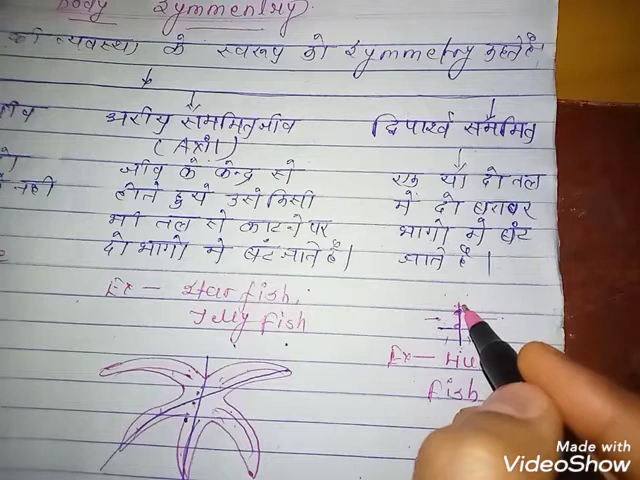 Body Symmentry.
की व्यवस्था के स्वरूप को Symmetry कहते है।
अरीय सममित जीव
द्विपार्श्व सममित
(Axi)
जीव के केन्द्र से
होते हुये उसे किसी
भी तल से काटने पर
दो भागो मे बँट जाते है।
एक या दो तल
में दो बराबर
भागो में बंट
जाते है।
नही
Ex - Star fish,
Jelly fish
Ex - Hu
fish
Made with
VideoShow